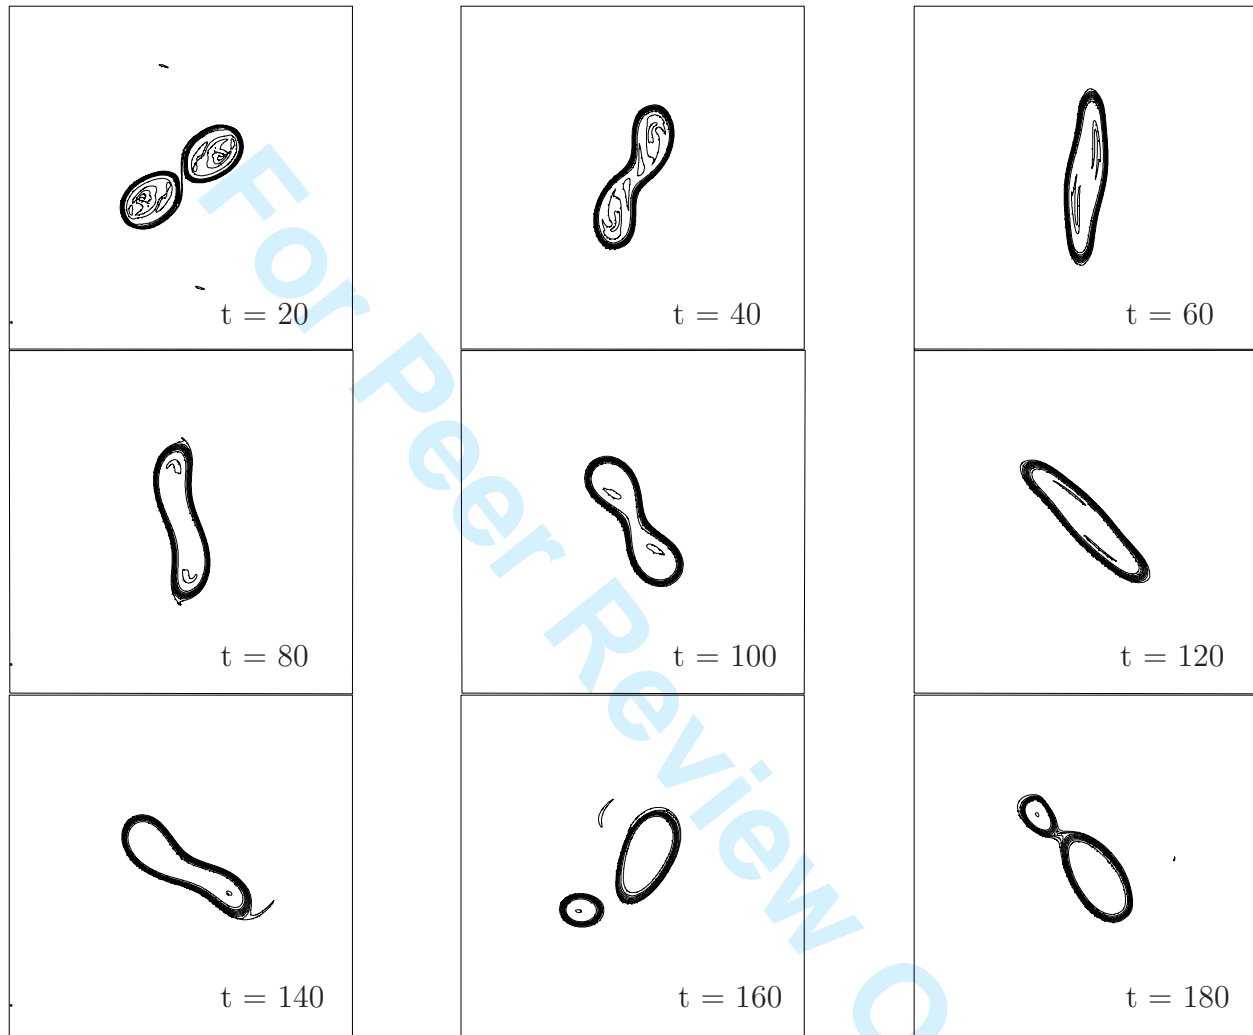 t = 20
t = 40
t = 60
t = 80
t = 100
t = 120
t = 140
t = 160
t = 180
For Peer Review O